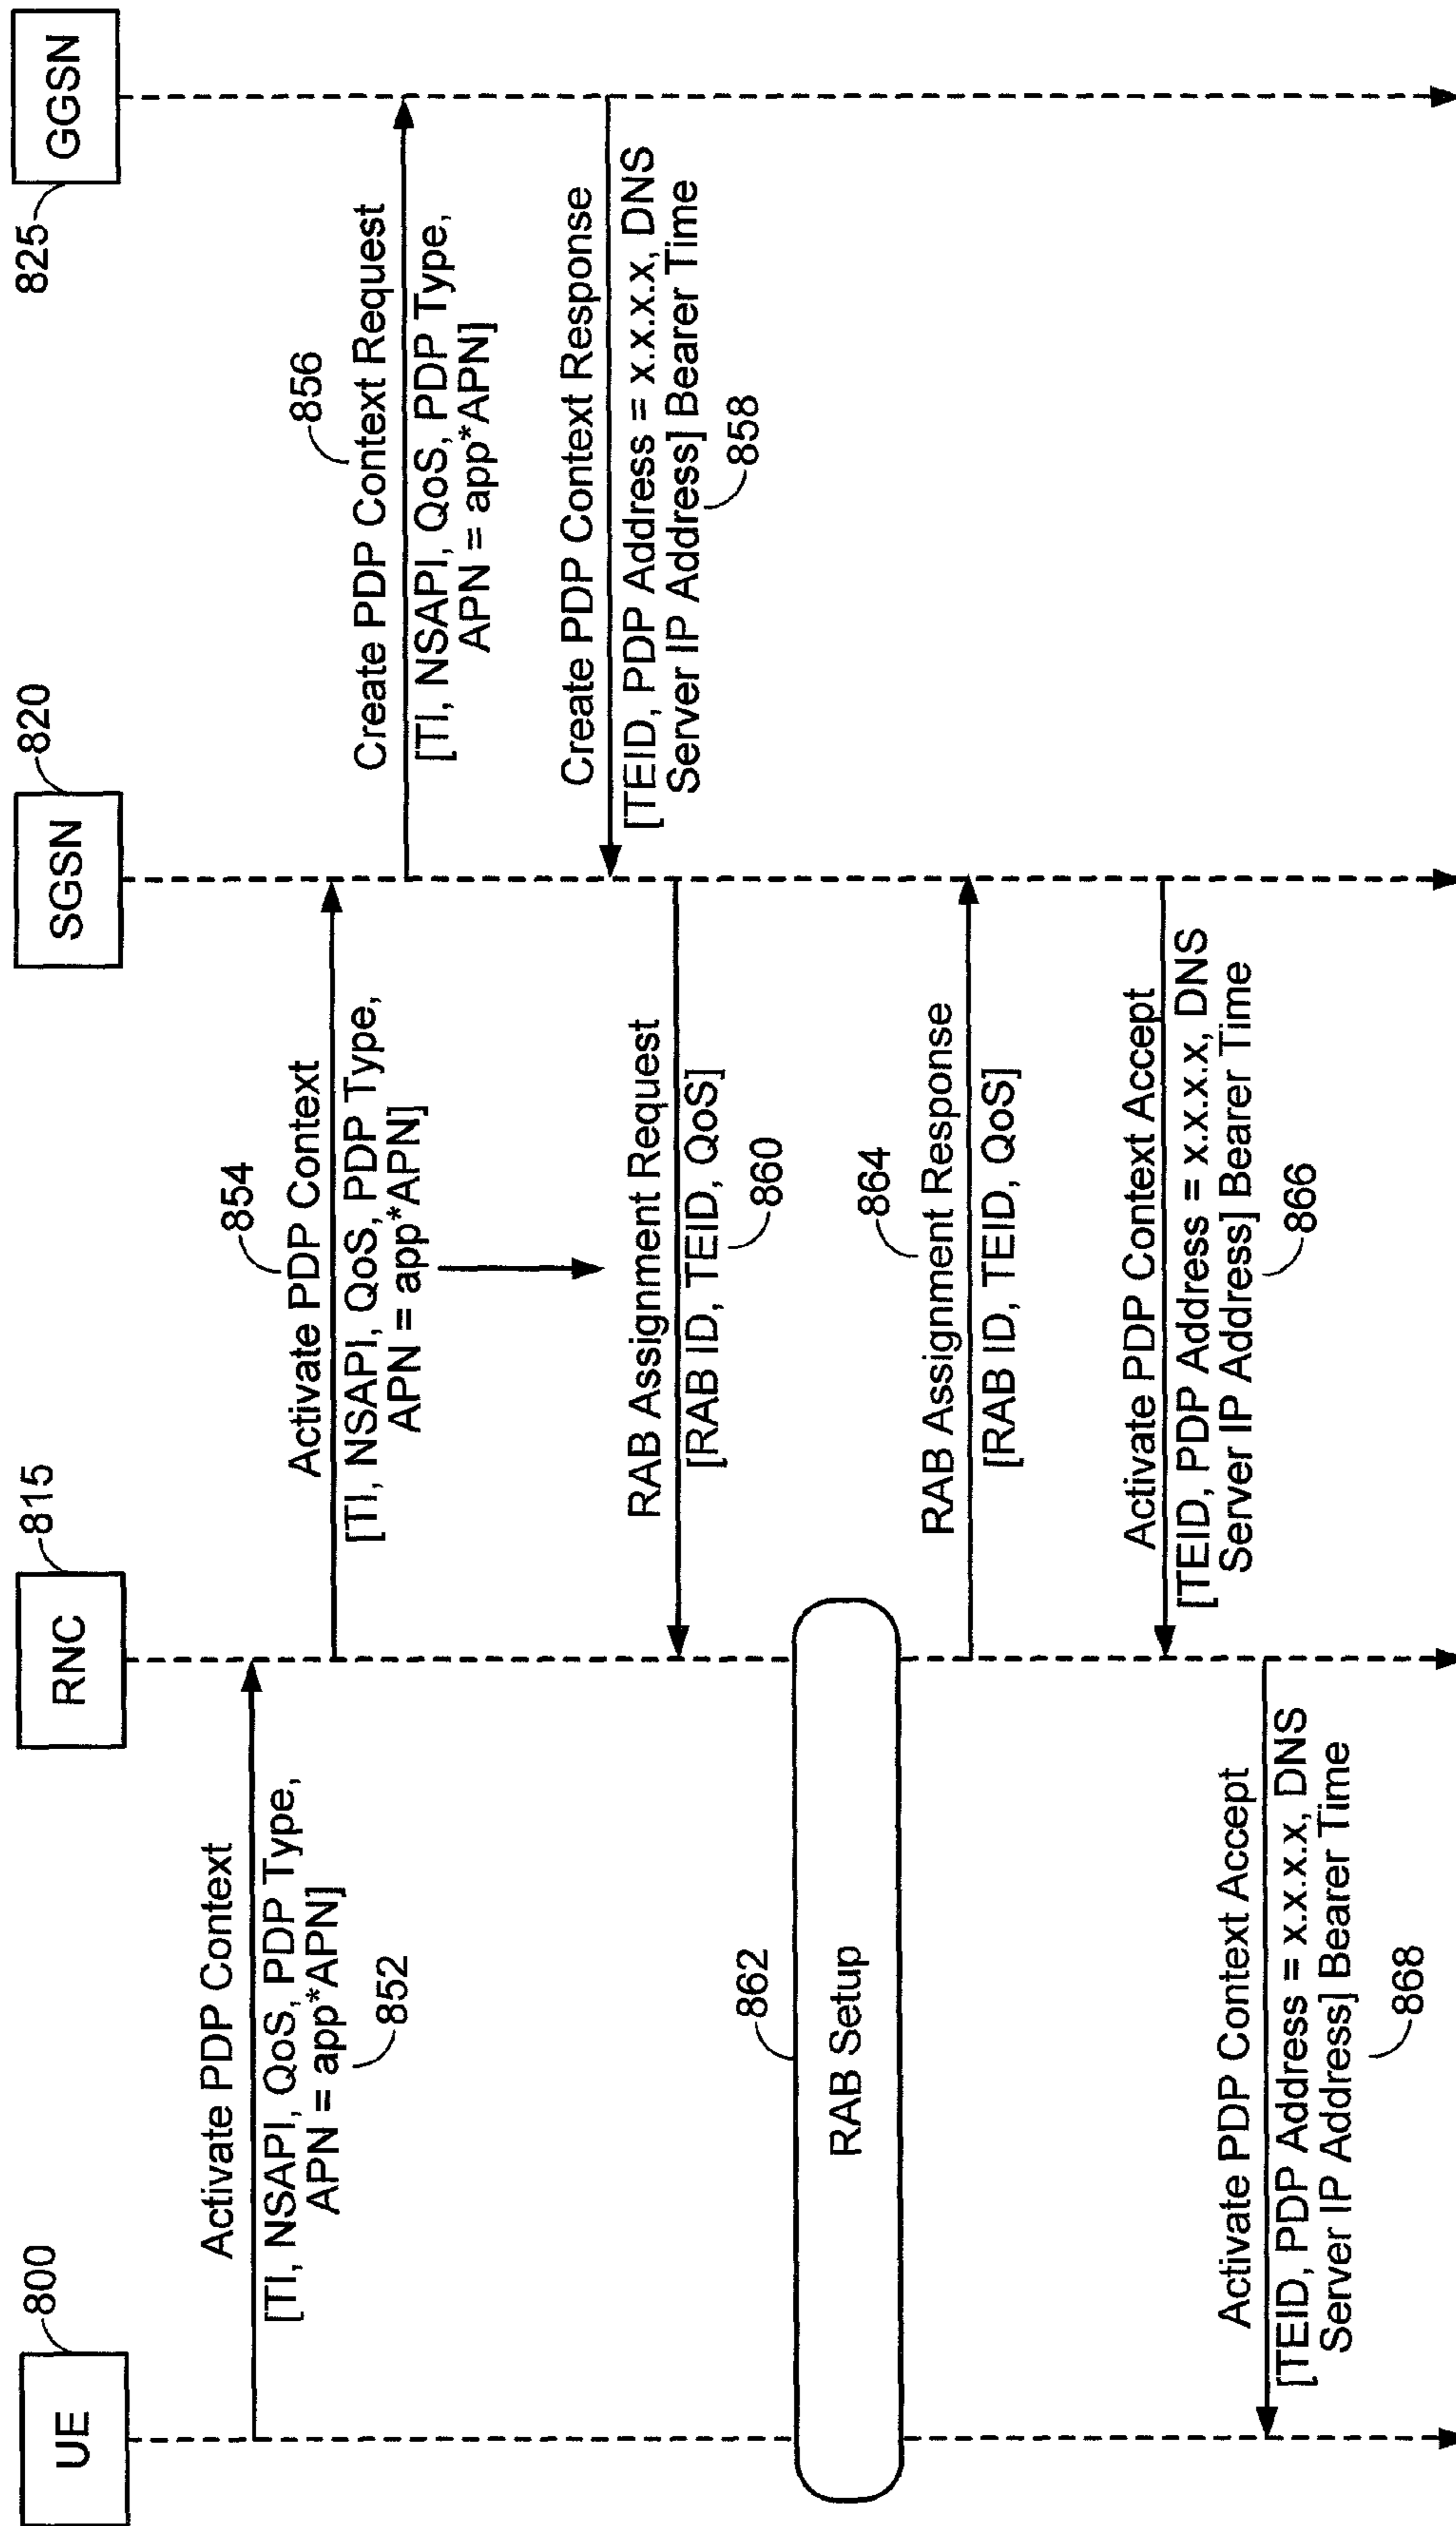 UE
800
RNC
815
SGSN
820
GGSN
825
Activate PDP Context
[TI, NSAPI, QoS, PDP Type,
APN = app*APN]
852
854
Activate PDP Context
[TI, NSAPI, QoS, PDP Type,
APN = app*APN]
856
Create PDP Context Request
[TI, NSAPI, QoS, PDP Type,
APN = app*APN]
Create PDP Context Response
[TEID, PDP Address = x.x.x.x, DNS
Server IP Address] Bearer Time
858
RAB Assignment Request
[RAB ID, TEID, QoS]
860
862
RAB Setup
864
RAB Assignment Response
[RAB ID, TEID, QoS]
Activate PDP Context Accept
[TEID, PDP Address = x.x.x.x, DNS
Server IP Address] Bearer Time
866
Activate PDP Context Accept
[TEID, PDP Address = x.x.x.x, DNS
Server IP Address] Bearer Time
868